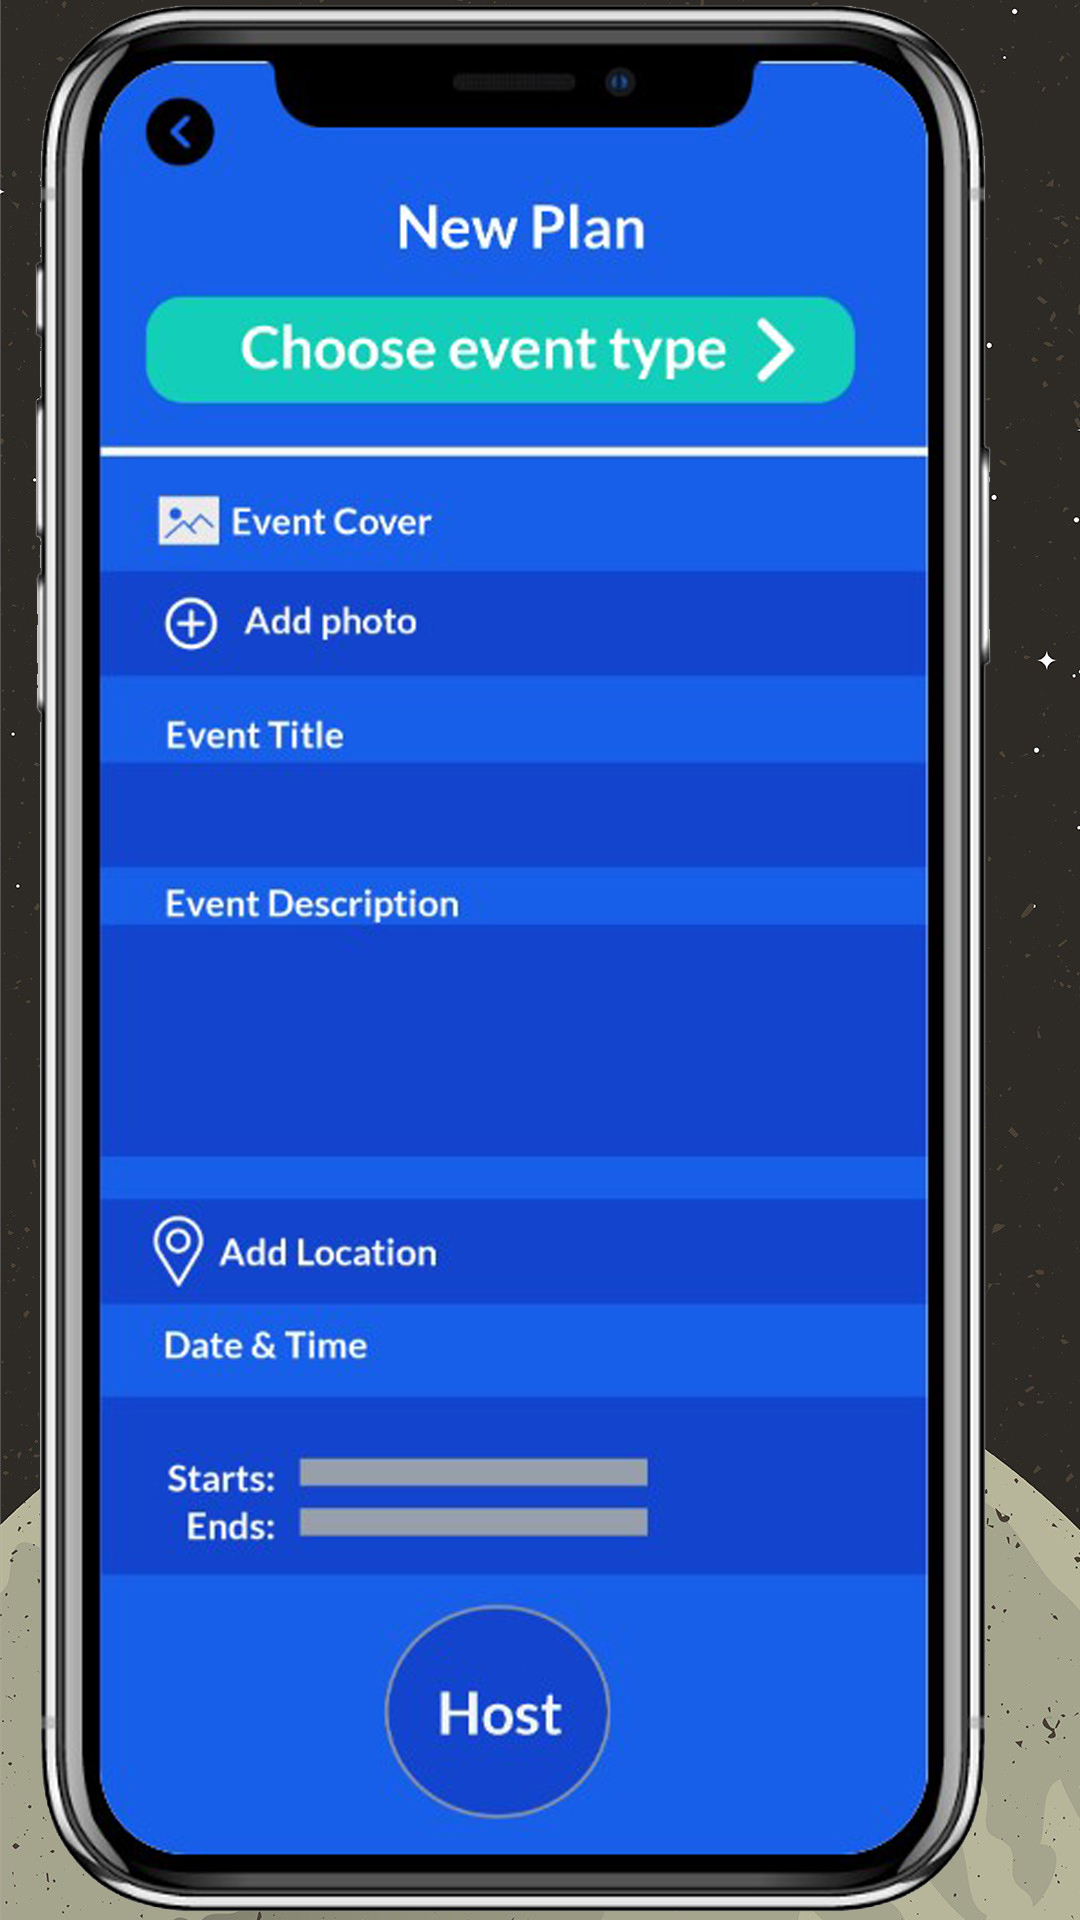 New Plan
Choose event type
Event Cover
Add photo
Event Title
Event Description
Add Location
Date & Time
Starts:
Ends:
Host